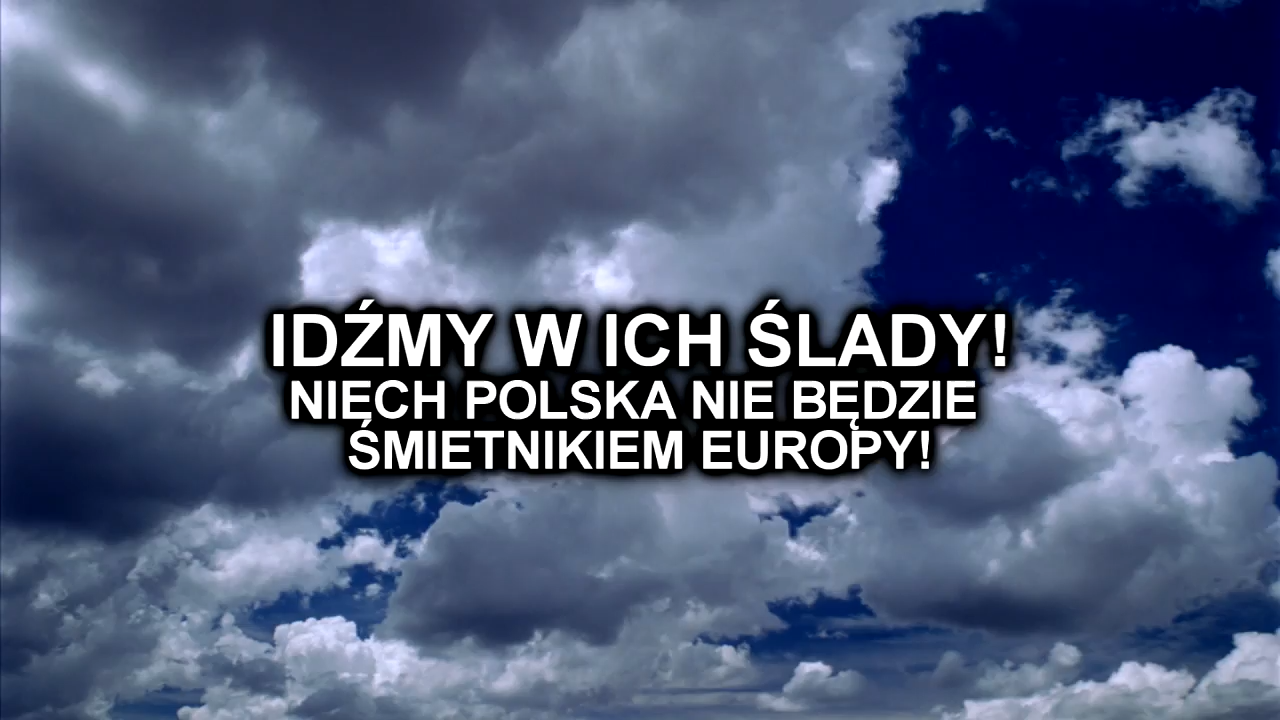 IDŹMY W ICH ŚLADY!
NIECH POLSKA NIE BĘDZIE
ŚMIETNIKIEM EUROPY!